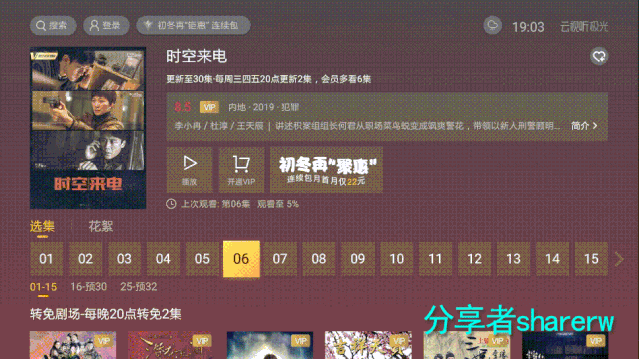 搜索 登录 初冬再"钜惠" 连续包 19:03 云视听极光
时空来电
更新至30集·每周三四五20点更新2集，会员多看6集
VIP 内地 · 2019 · 犯罪
李小冉 / 杜淳 / 王天辰 | 讲述积案组组长何君从职场菜鸟蜕变成飒爽警花，带领以新人刑警顾明... 简介 >
时空来电
初冬再"聚惠"
连续包月首月仅22元
播放 开通VIP
上次观看: 第06集 观看至 5%
选集 花絮
01 02 03 04 05 06 07 08 09 10 11 12 13 14 15
01-15 16-预30 25-预32
转免剧场-每晚20点转免2集
分享者sharerw
VIP VIP VIP VIP VIP